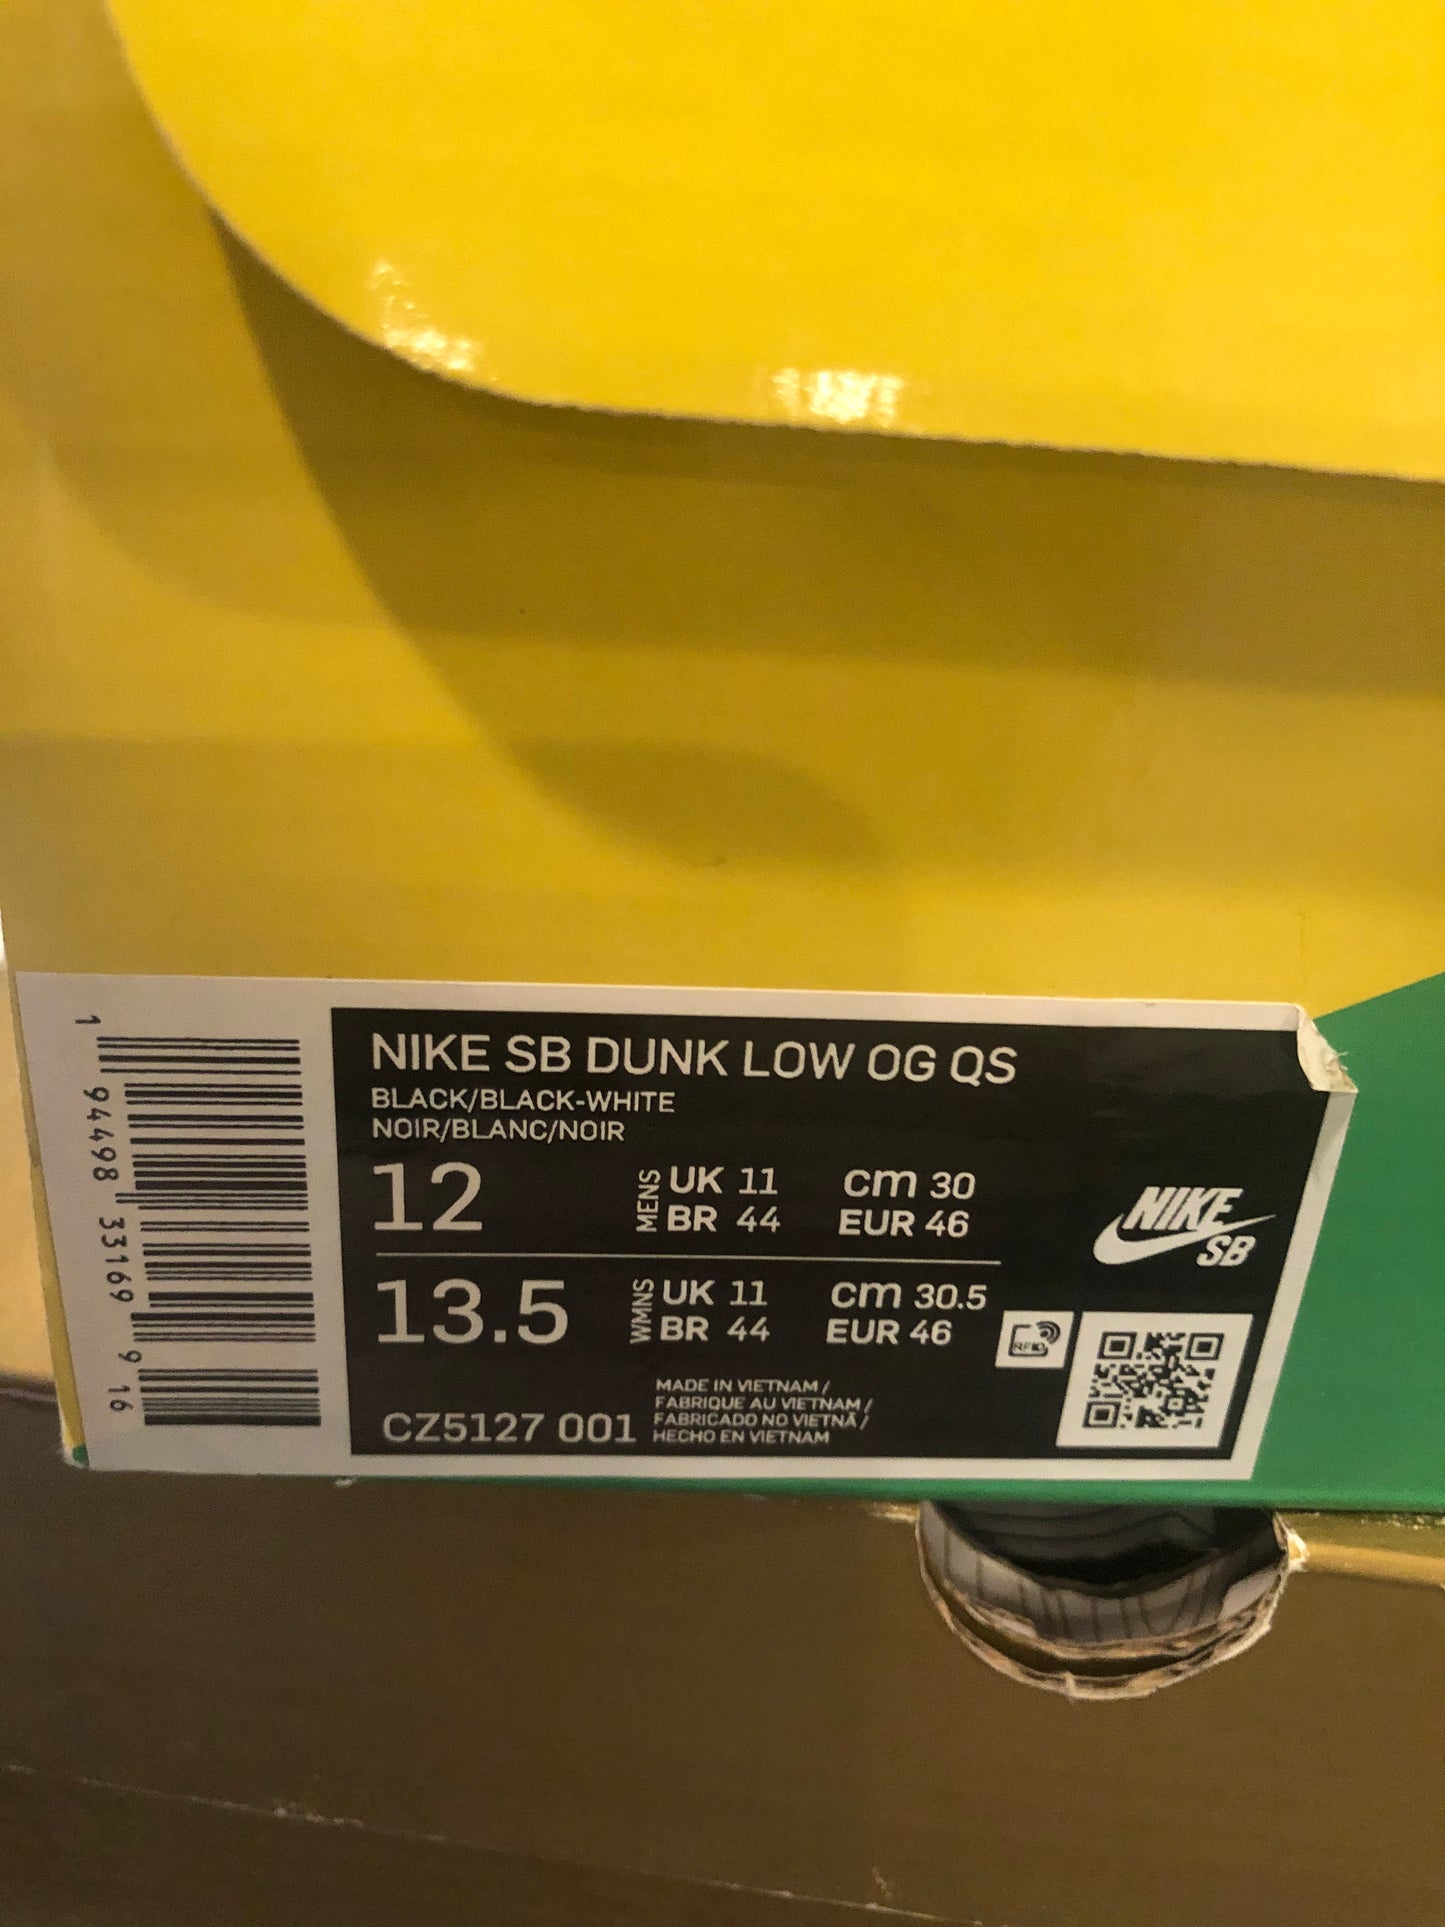 1 94498 33169 9 16
NIKE SB DUNK LOW OG QS
BLACK/BLACK-WHITE
NOIR/BLANC/NOIR
12 MENS UK 11 cm 30
BR 44 EUR 46
13.5 WMNS UK 11 cm 30.5
BR 44 EUR 46
NIKE
SB
RFID
CZ5127 001
MADE IN VIETNAM /
FABRIQUE AU VIETNAM /
FABRICADO NO VIETNÃ /
HECHO EN VIETNAM